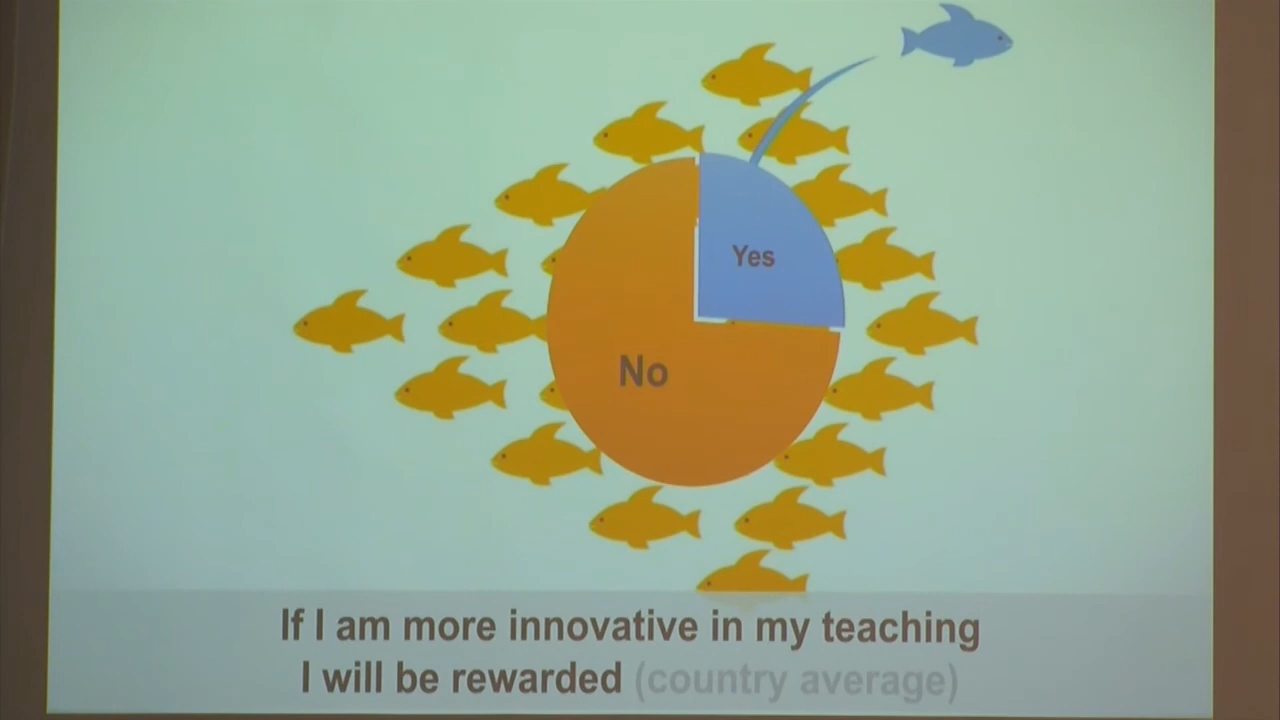 Yes
No
If I am more innovative in my teaching
I will be rewarded (country average)